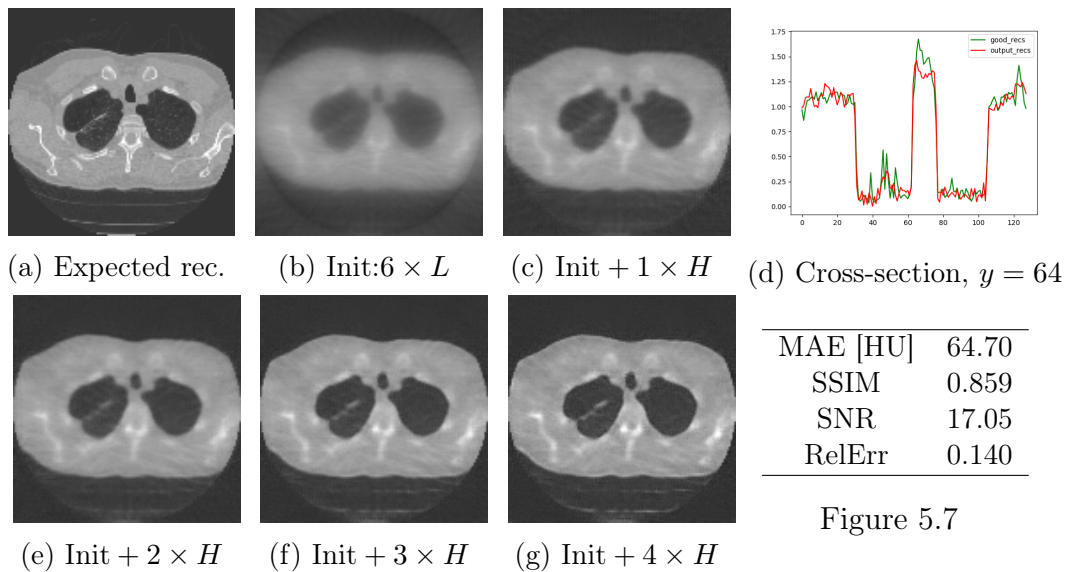 1.75
1.50
1.25
1.00
0.75
0.50
0.25
0.00
0 20 40 60 80 100 120
good_recs
output_recs
(a) Expected rec.
(b) Init:6 × L
(c) Init + 1 × H
(d) Cross-section, y = 64
MAE [HU] 64.70
SSIM 0.859
SNR 17.05
RelErr 0.140
Figure 5.7
(e) Init + 2 × H
(f) Init + 3 × H
(g) Init + 4 × H